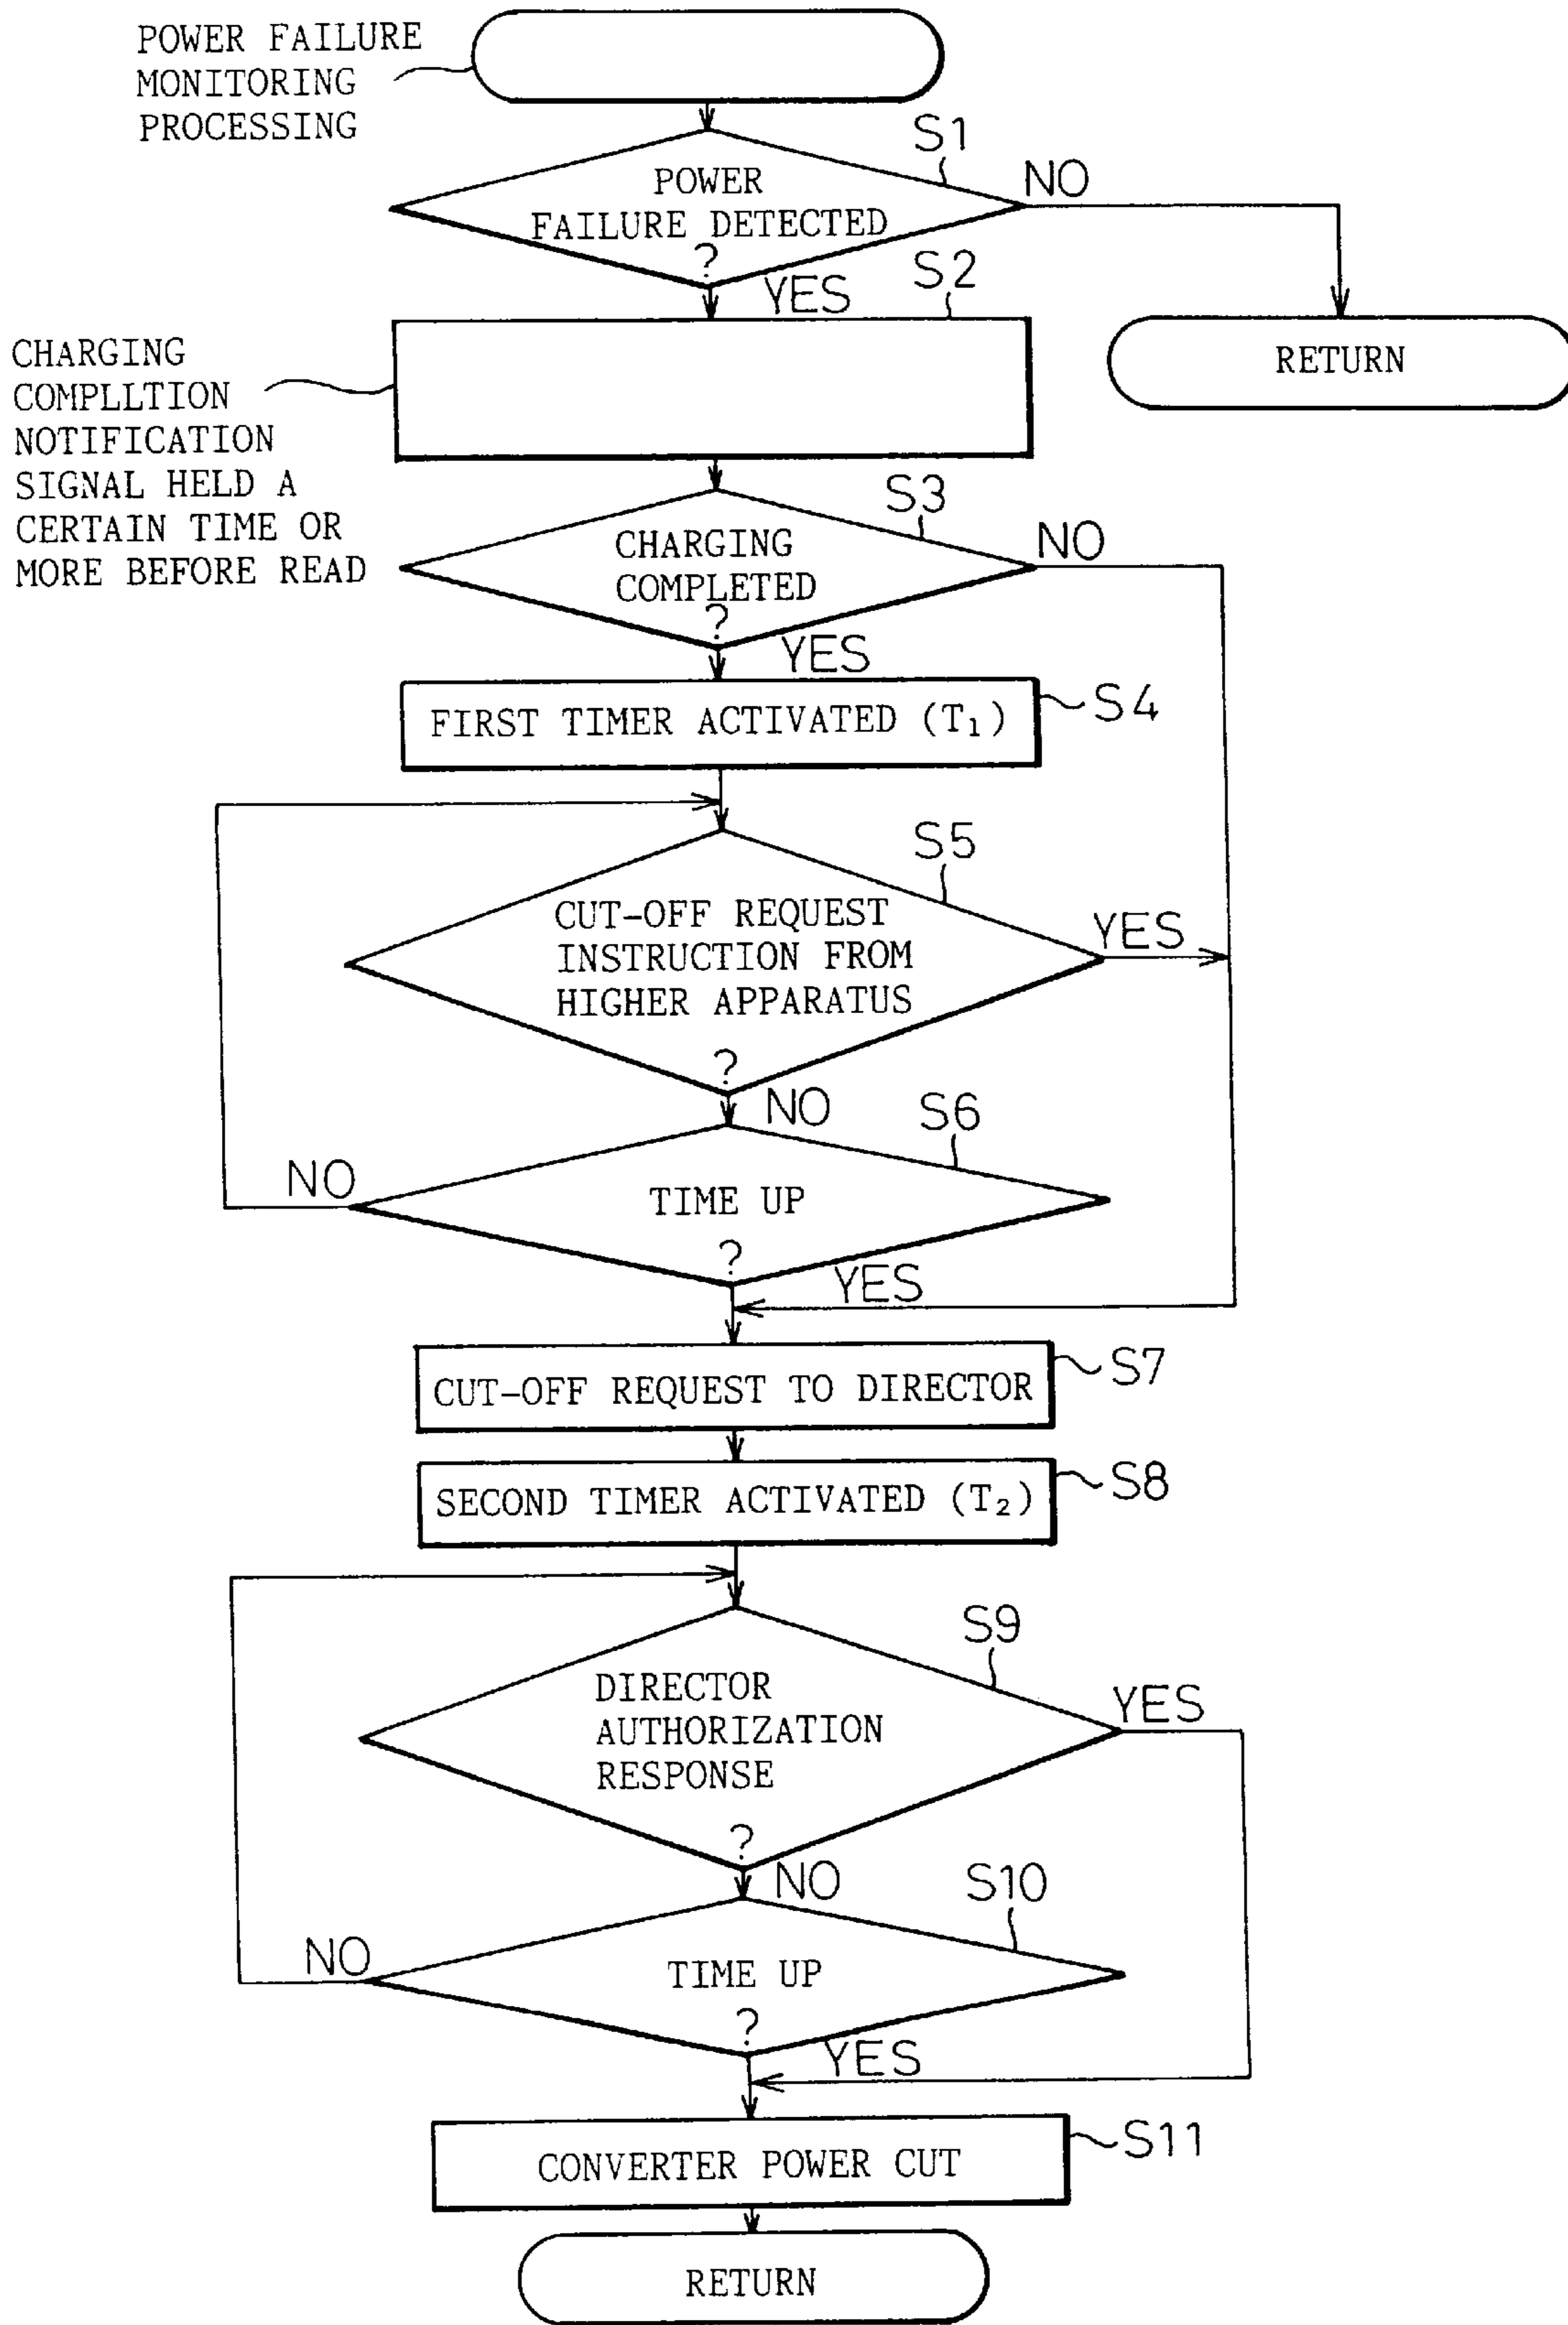 POWER FAILURE
MONITORING
PROCESSING
S1
POWER
FAILURE DETECTED
?
NO
YES
S2
RETURN
CHARGING
COMPLLTION
NOTIFICATION
SIGNAL HELD A
CERTAIN TIME OR
MORE BEFORE READ
S3
CHARGING
COMPLETED
?
NO
YES
FIRST TIMER ACTIVATED (T₁)
S4
S5
CUT-OFF REQUEST
INSTRUCTION FROM
HIGHER APPARATUS
?
YES
NO
S6
NO
TIME UP
?
YES
S7
CUT-OFF REQUEST TO DIRECTOR
S8
SECOND TIMER ACTIVATED (T₂)
S9
DIRECTOR
AUTHORIZATION
RESPONSE
?
YES
NO
S10
NO
TIME UP
?
YES
S11
CONVERTER POWER CUT
RETURN